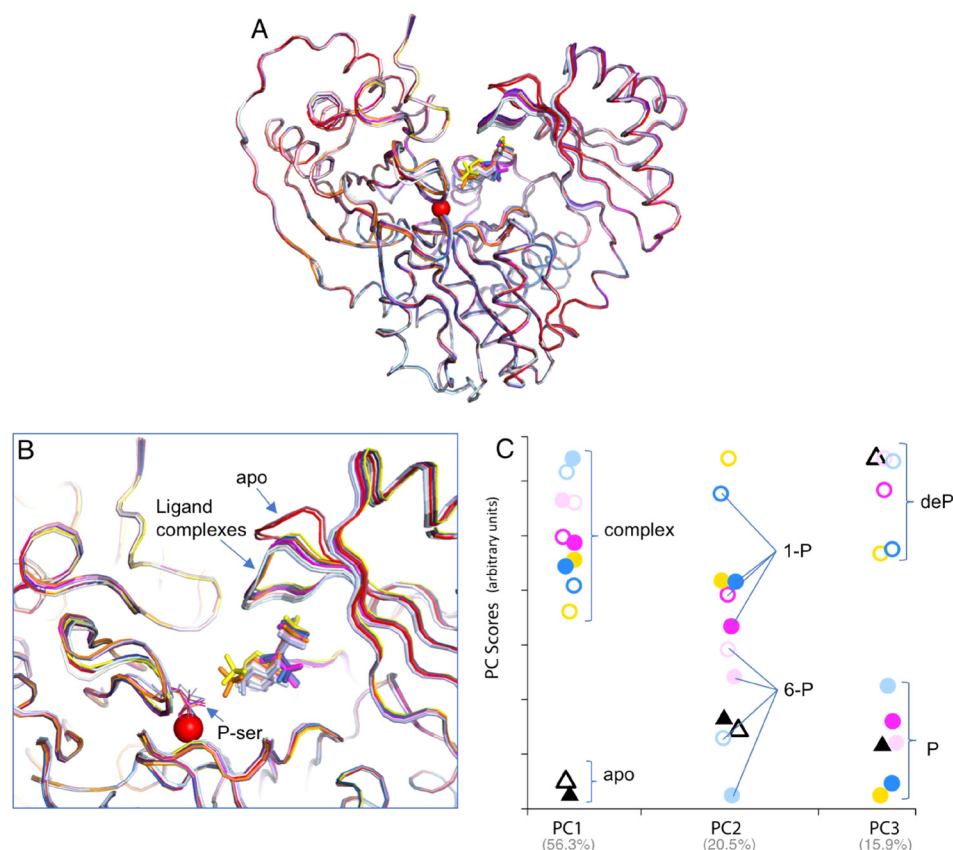 A
B
apo
Ligand
complexes
P-ser
C
PC Scores (arbitrary units)
complex
apo
1-P
6-P
deP
P
PC1
(56.3%)
PC2
(20.5%)
PC3
(15.9%)